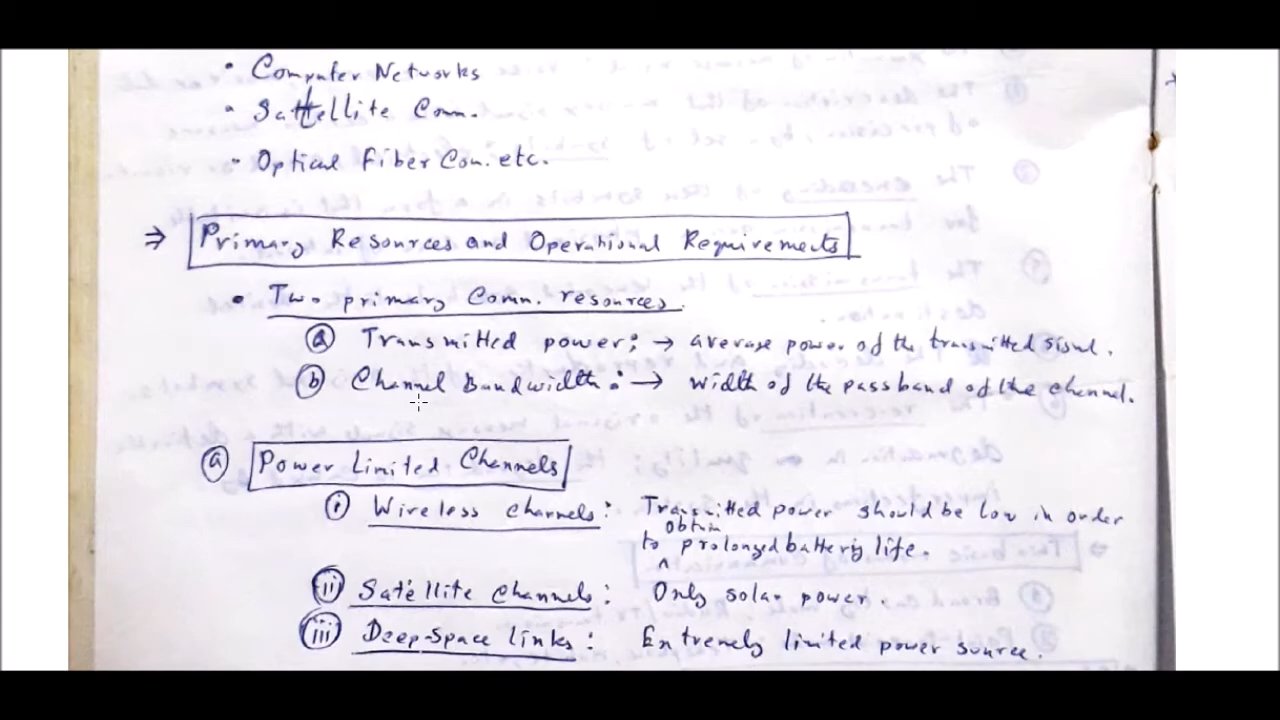 • Computer Networks
• Sattellite Comm.
• Optical Fiber Con. etc.
⇒ Primary Resources and Operational Requirements
• Two primary Comm. resources.
ⓐ Transmitted power: → average power of the transmitted signal.
ⓑ Channel Bandwidth: → width of the passband of the channel.
ⓐ Power Limited Channels
ⓘ Wireless channels: Transmitted power should be low in order
to obtain prolonged battery life.
(ii) Satellite channels: Only solar power.
(iii) Deep-Space links: Extremely limited power source.